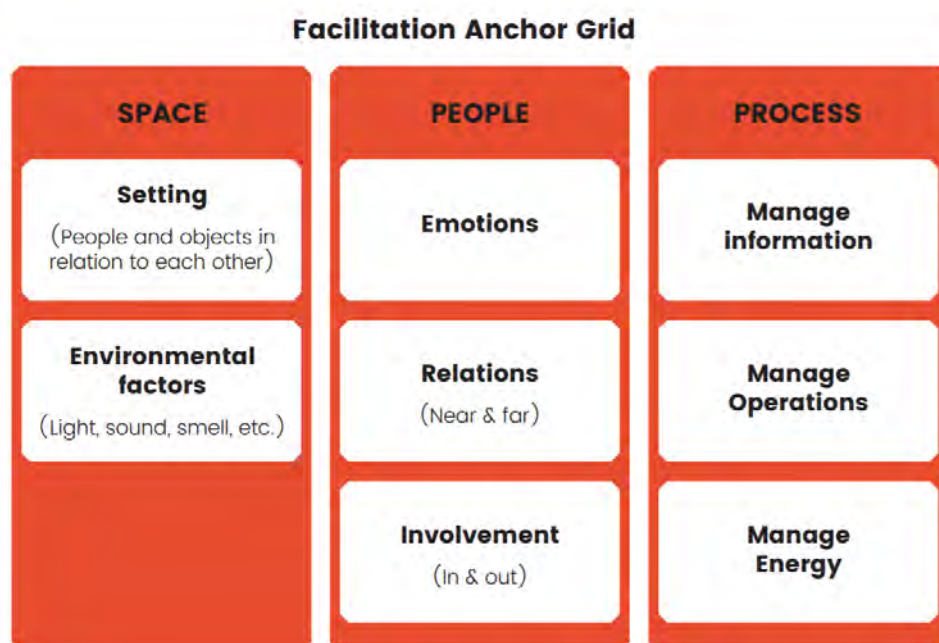 Facilitation Anchor Grid
SPACE
Setting
(People and objects in
relation to each other)
Environmental
factors
(Light, sound, smell, etc.)
PEOPLE
Emotions
Relations
(Near & far)
Involvement
(In & out)
PROCESS
Manage
information
Manage
Operations
Manage
Energy